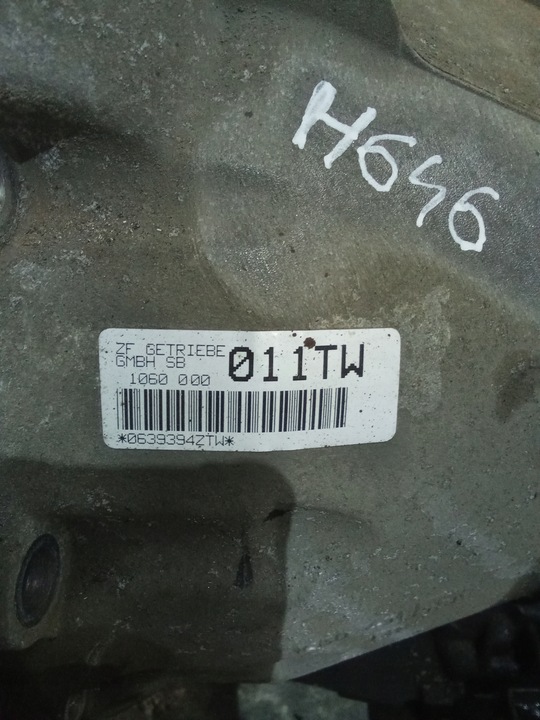 H646
ZF GETRIEBE
GMBH SB
011TW
1060 000
*0639394ZTW*